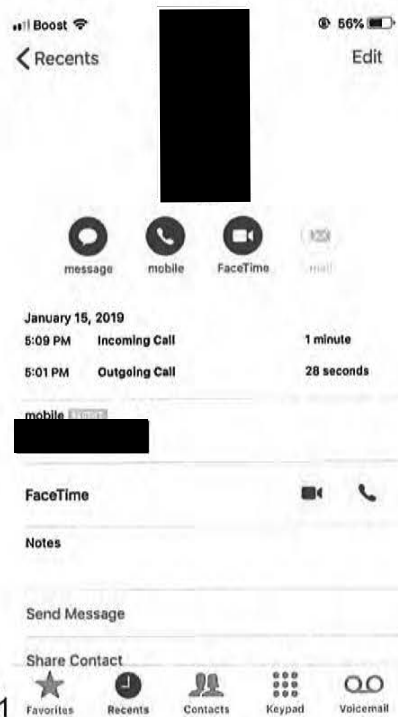 Boost 56%
Recents Edit
message mobile FaceTime mail
January 15, 2019
5:09 PM Incoming Call 1 minute
5:01 PM Outgoing Call 28 seconds
mobile RECENT
FaceTime
Notes
Send Message
Share Contact
1 Favorites Recents Contacts Keypad Voicemail